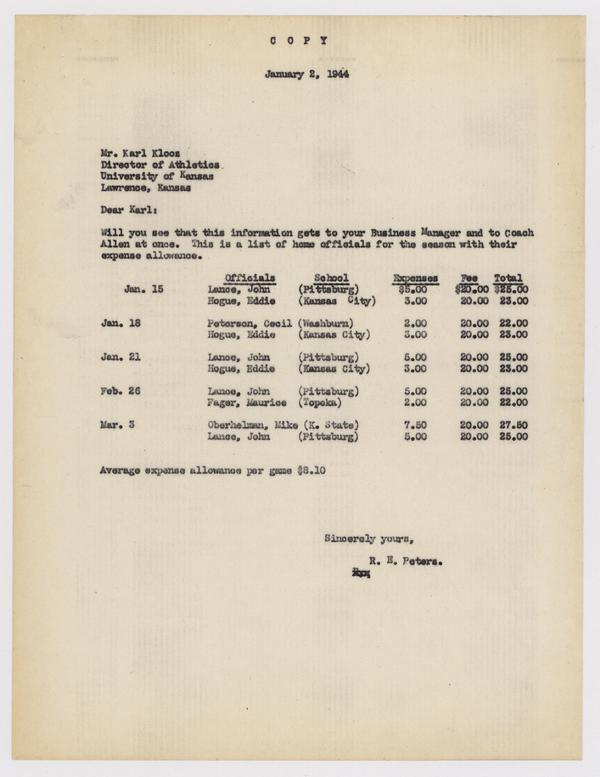 C O P Y
January 2, 1944
Mr. Karl Klooz
Director of Athletics
University of Kansas
Lawrence, Kansas
Dear Karl:
Will you see that this information gets to your Business Manager and to Coach
Allen at once. This is a list of home officials for the season with their
expense allowance.
Officials School Expenses Fee Total
Jan. 15 Lance, John (Pittsburg) $5.00 $20.00 $25.00
Hogue, Eddie (Kansas City) 3.00 20.00 23.00
Jan. 18 Peterson, Cecil (Washburn) 2.00 20.00 22.00
Hogue, Eddie (Kansas City) 3.00 20.00 23.00
Jan. 21 Lance, John (Pittsburg) 5.00 20.00 25.00
Hogue, Eddie (Kansas City) 3.00 20.00 23.00
Feb. 26 Lance, John (Pittsburg) 5.00 20.00 25.00
Fager, Maurice (Topeka) 2.00 20.00 22.00
Mar. 3 Oberhelman, Mike (K. State) 7.50 20.00 27.50
Lance, John (Pittsburg) 5.00 20.00 25.00
Average expense allowance per game $8.10
Sincerely yours,
R. E. Peters.